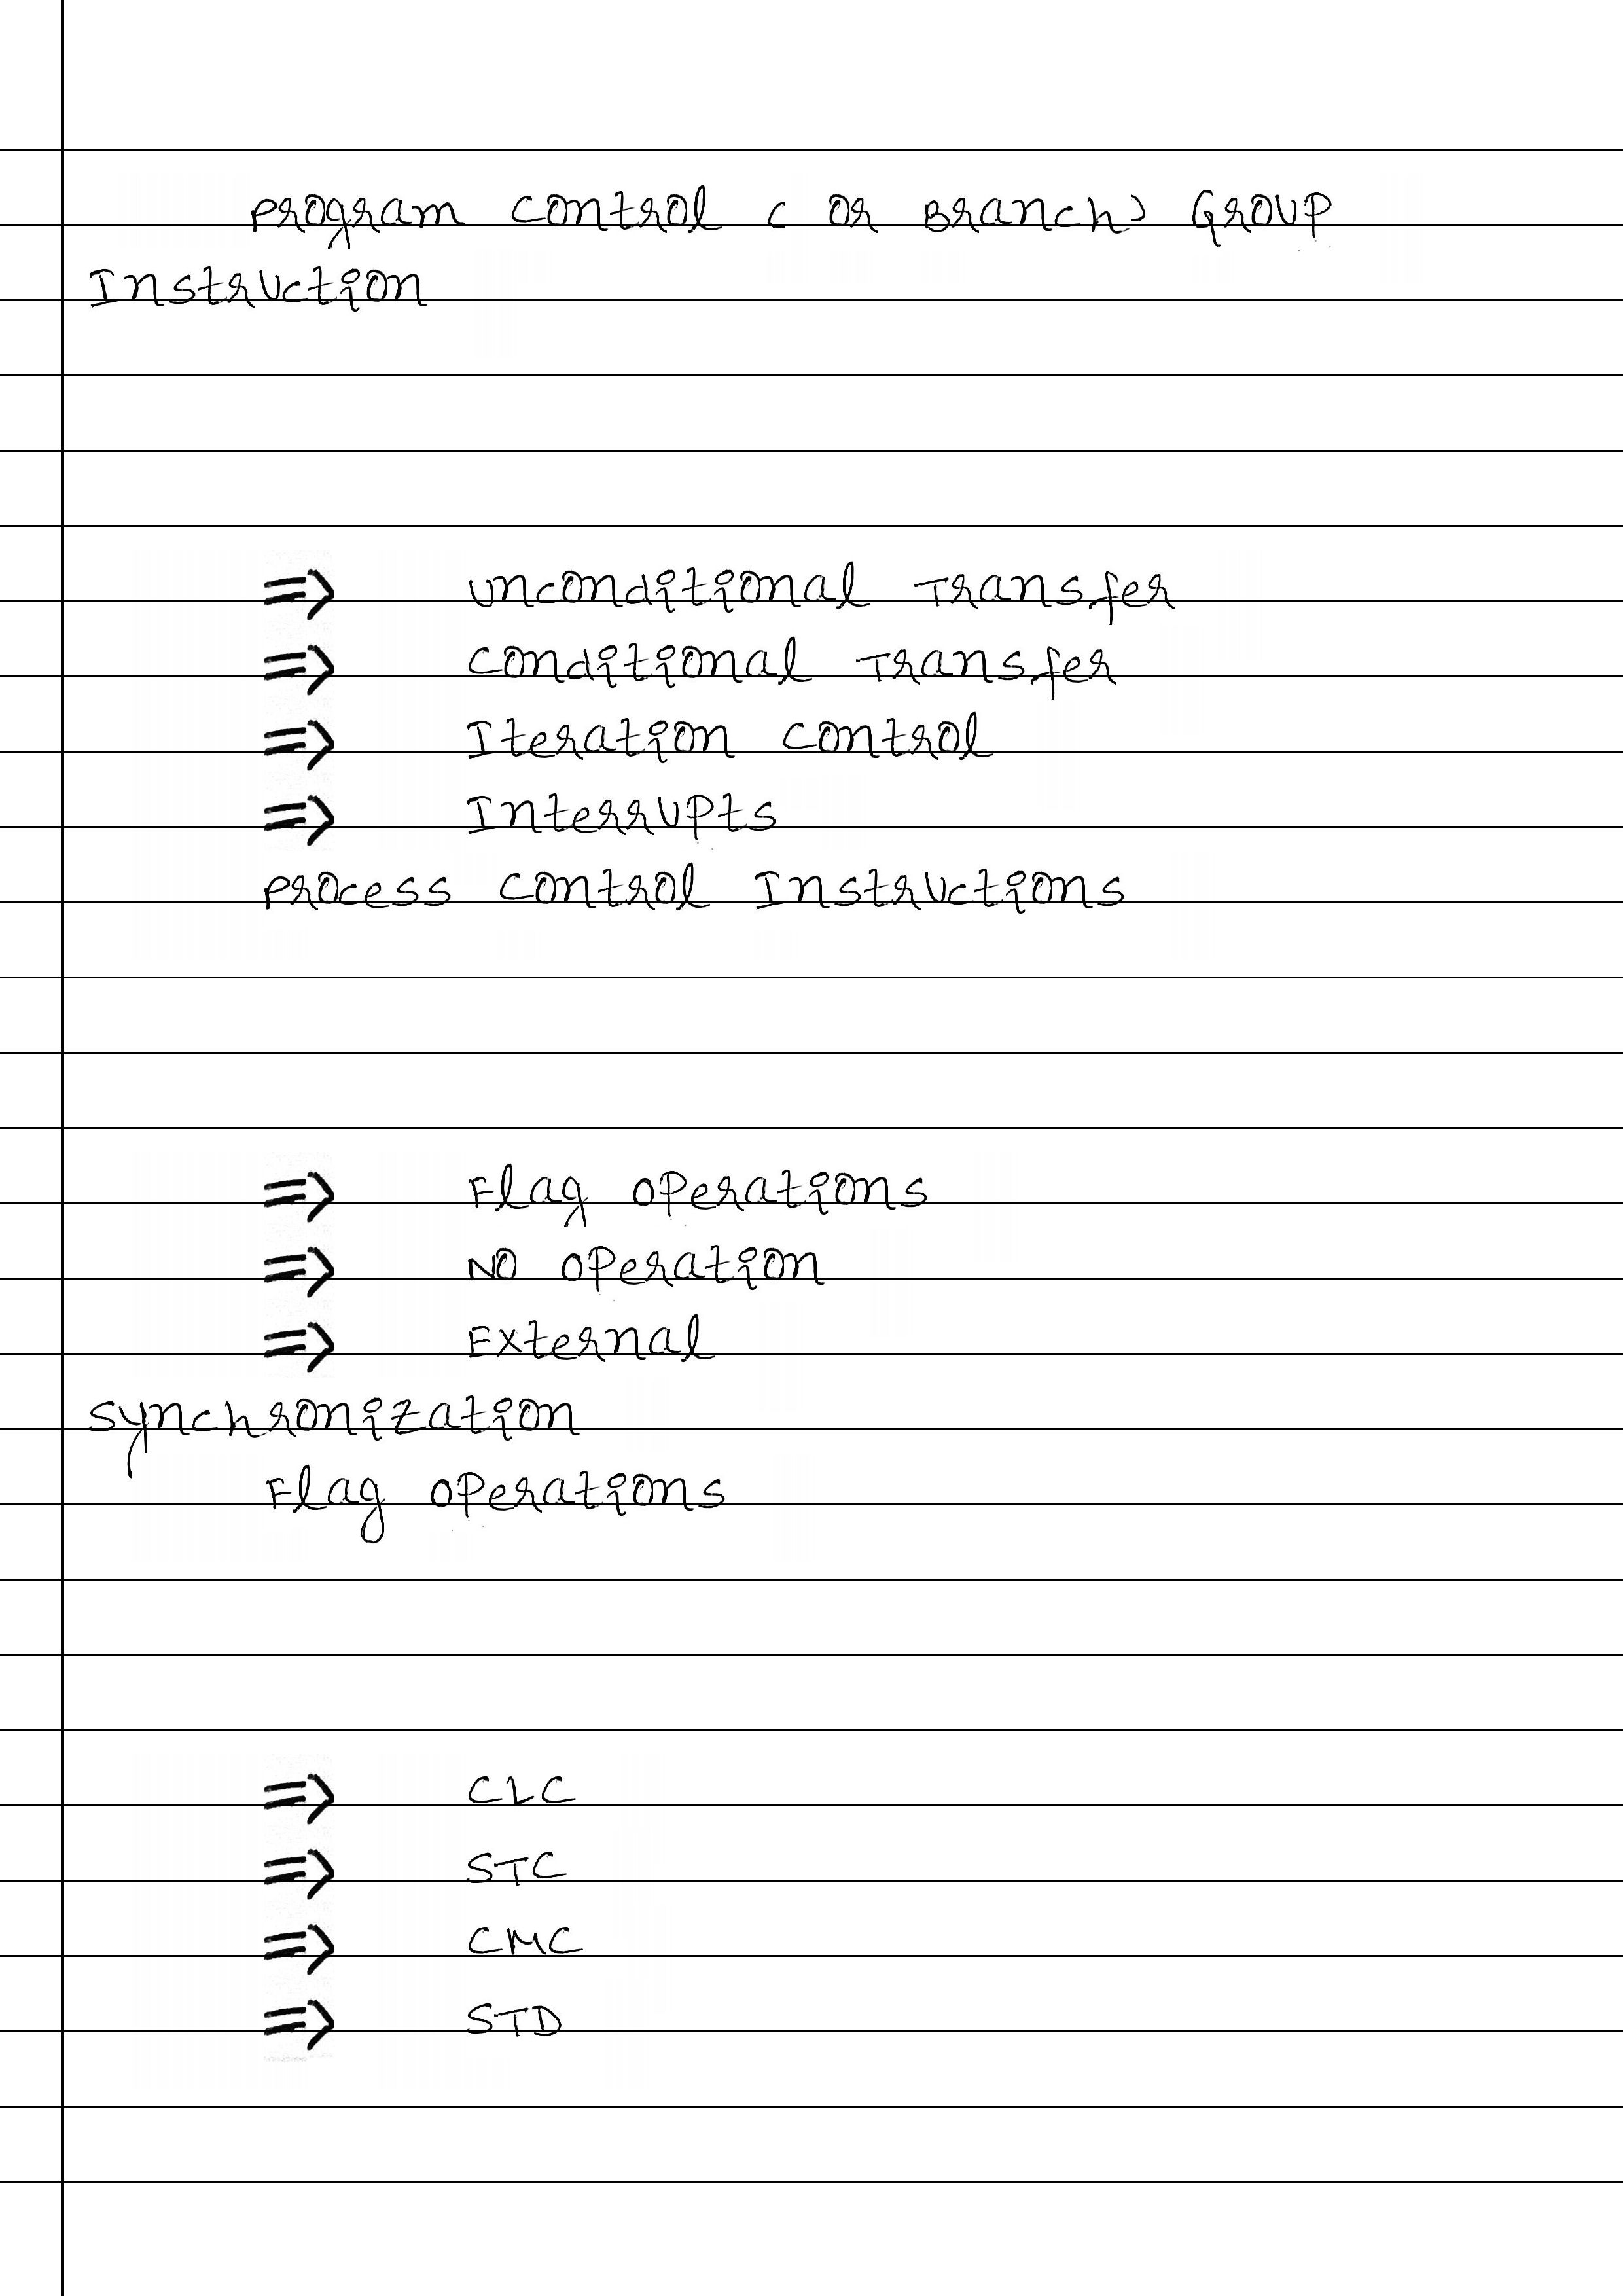 Program Control ( or Branch) Group
Instruction
=> Unconditional Transfer
=> Conditional Transfer
=> Iteration Control
=> Interrupts
Process Control Instructions
=> Flag Operations
=> No Operation
=> External
Synchronization
Flag Operations
=> CLC
=> STC
=> CMC
=> STD